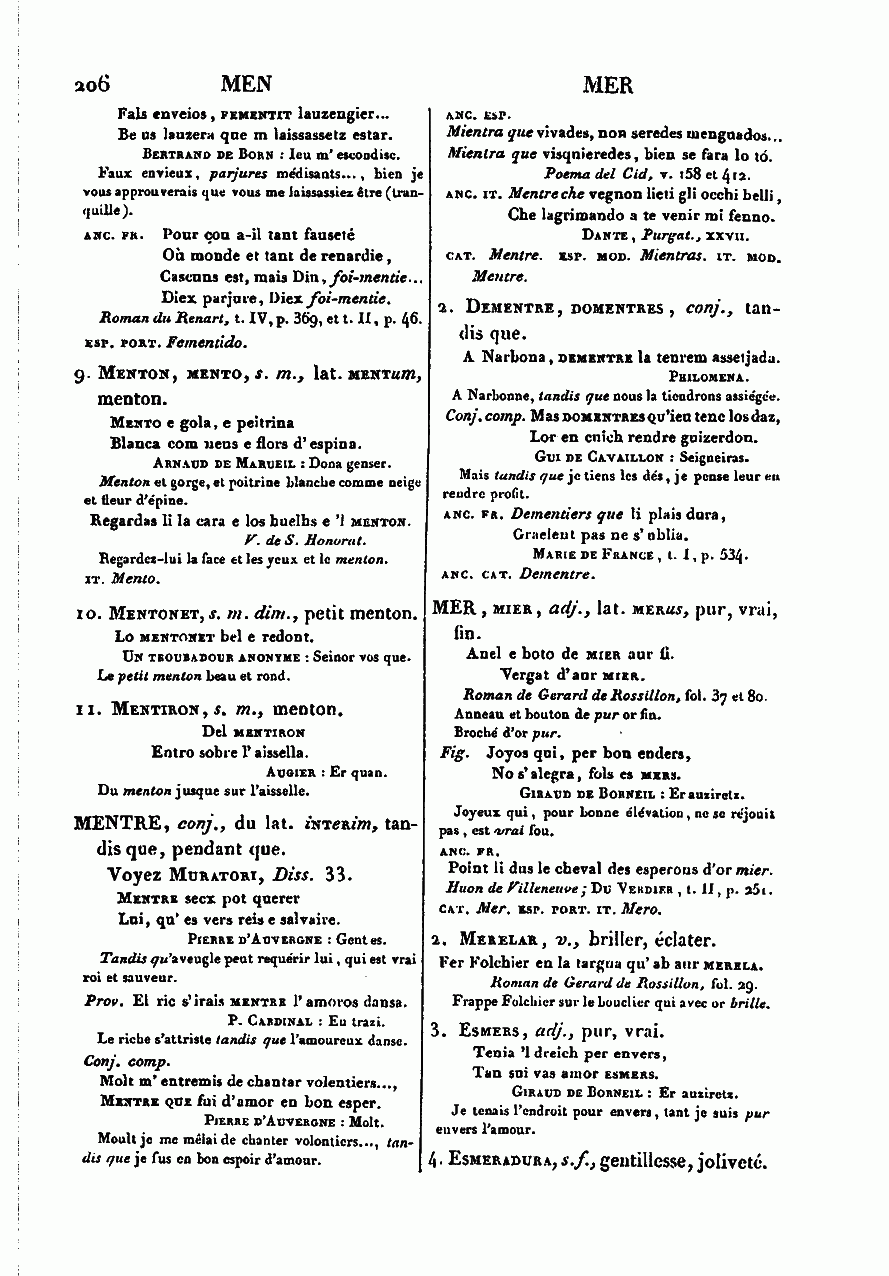 206 MEN MER
Fals enveios, FEMENTIT lauzengier...
Be us lauzera que m laissassetz estar.
BERTRAND DE BORN : Ieu m' escondisc.
Faux envieux, parjures médisants..., bien je
vous approuverais que vous me laissassiez être (tran-
quille).
ANC. FR. Pour çou a-il tant fauseté
Où monde et tant de renardie,
Cascuns est, mais Diu, foi-mentie...
Diex parjure, Diex foi-mentie.
Roman du Renart, t. IV, p. 369, et t. II, p. 46.
ESP. PORT. Fementido.
9. MENTON, MENTO, s. m., lat. MENTum,
menton.
MENTO e gola, e peitrina
Blanca com neus e flors d' espina.
ARNAUD DE MARUEIL : Dona genser.
Menton et gorge, et poitrine blanche comme neige
et fleur d'épine.
Regardas li la cara e los huelhs e 'l MENTON.
V. de S. Honorat.
Regardez-lui la face et les yeux et le menton.
IT. Mento.
10. MENTONET, s. m. dim., petit menton.
Lo MENTONET bel e redont.
UN TROUBADOUR ANONYME : Seinor vos que.
Le petit menton beau et rond.
11. MENTIRON, s. m., menton.
Del MENTIRON
Entro sobre l' aissella.
AUGIER : Er quan.
Du menton jusque sur l'aisselle.
MENTRE, conj., du lat. iNTERim, tan-
dis que, pendant que.
Voyez MURATORI, Diss. 33.
MENTRE secx pot querer
Lui, qu' es vers reis e salvaire.
PIERRE D'AUVERGNE : Gent es.
Tandis qu'aveugle peut requérir lui, qui est vrai
roi et sauveur.
Prov. El ric s'irais MENTRE l' amoros dansa.
P. CARDINAL : Eu trazi.
Le riche s'attriste tandis que l'amoureux danse.
Conj. comp.
Molt m' entremis de chantar volentiers...,
MENTRE QUE fui d'amor en bon esper.
PIERRE D'AUVERGNE : Molt.
Moult je me mêlai de chanter volontiers..., tan-
dis que je fus en bon espoir d'amour.
ANC. ESP.
Mientra que vivades, non seredes menguados...
Mientra que visqnieredes, bien se fara lo tó.
Poema del Cid, v. 158 et 412.
ANC. IT. Mentre che vegnon lieti gli occhi belli,
Che lagrimando a te venir mi fenno.
DANTE, Purgat., XXVII.
CAT. Mentre. ESP. MOD. Mientras. IT. MOD.
Mentre.
2. DEMENTRE, DOMENTRES, conj., tan-
dis que.
A Narbona, DEMENTRE la tenrem assetjada.
PHILOMENA.
A Narbonne, tandis que nous la tiendrons assiégée.
Conj. comp. Mas DOMENTRES QU'ieu tenc los daz,
Lor en cuich rendre guizerdon.
GUI DE CAVAILLON : Seigneiras.
Mais tandis que je tiens les dés, je pense leur en
rendre profit.
ANC. FR. Dementiers que li plais dura,
Graelent pas ne s' ublia.
MARIE DE FRANCE, t. I, p. 534.
ANC. CAT. Dementre.
MER, MIER, adj., lat. MERus, pur, vrai,
fin.
Anel e boto de MIER aur fi.
Vergat d' aur MIER.
Roman de Gerard de Rossillon, fol. 37 et 80.
Anneau et bouton de pur or fin.
Broché d'or pur.
Fig. Joyos qui, per bon enders,
No s' alegra, fols es MERS.
GIRAUD DE BORNEIL : Er auziretz.
Joyeux qui, pour bonne élévation, ne se réjouit
pas, est vrai fou.
ANC. FR.
Point li dus le cheval des esperons d'or mier.
Huon de Villeneuve; DU VERDIER, t. II, p. 251.
CAT. Mer. ESP. PORT. IT. Mero.
2. MERELAR, v., briller, éclater.
Fer Folchier en la targua qu' ab aur MERELA.
Roman de Gerard de Rossillon, fol. 29.
Frappe Folchier sur le bouclier qui avec or brille.
3. ESMERS, adj., pur, vrai.
Tenia 'l dreich per envers,
Tan sui vas amor ESMERS.
GIRAUD DE BORNEIL : Er auziretz.
Je tenais l'endroit pour envers, tant je suis pur
envers l'amour.
4. ESMERADURA, s. f., gentillesse, joliveté.